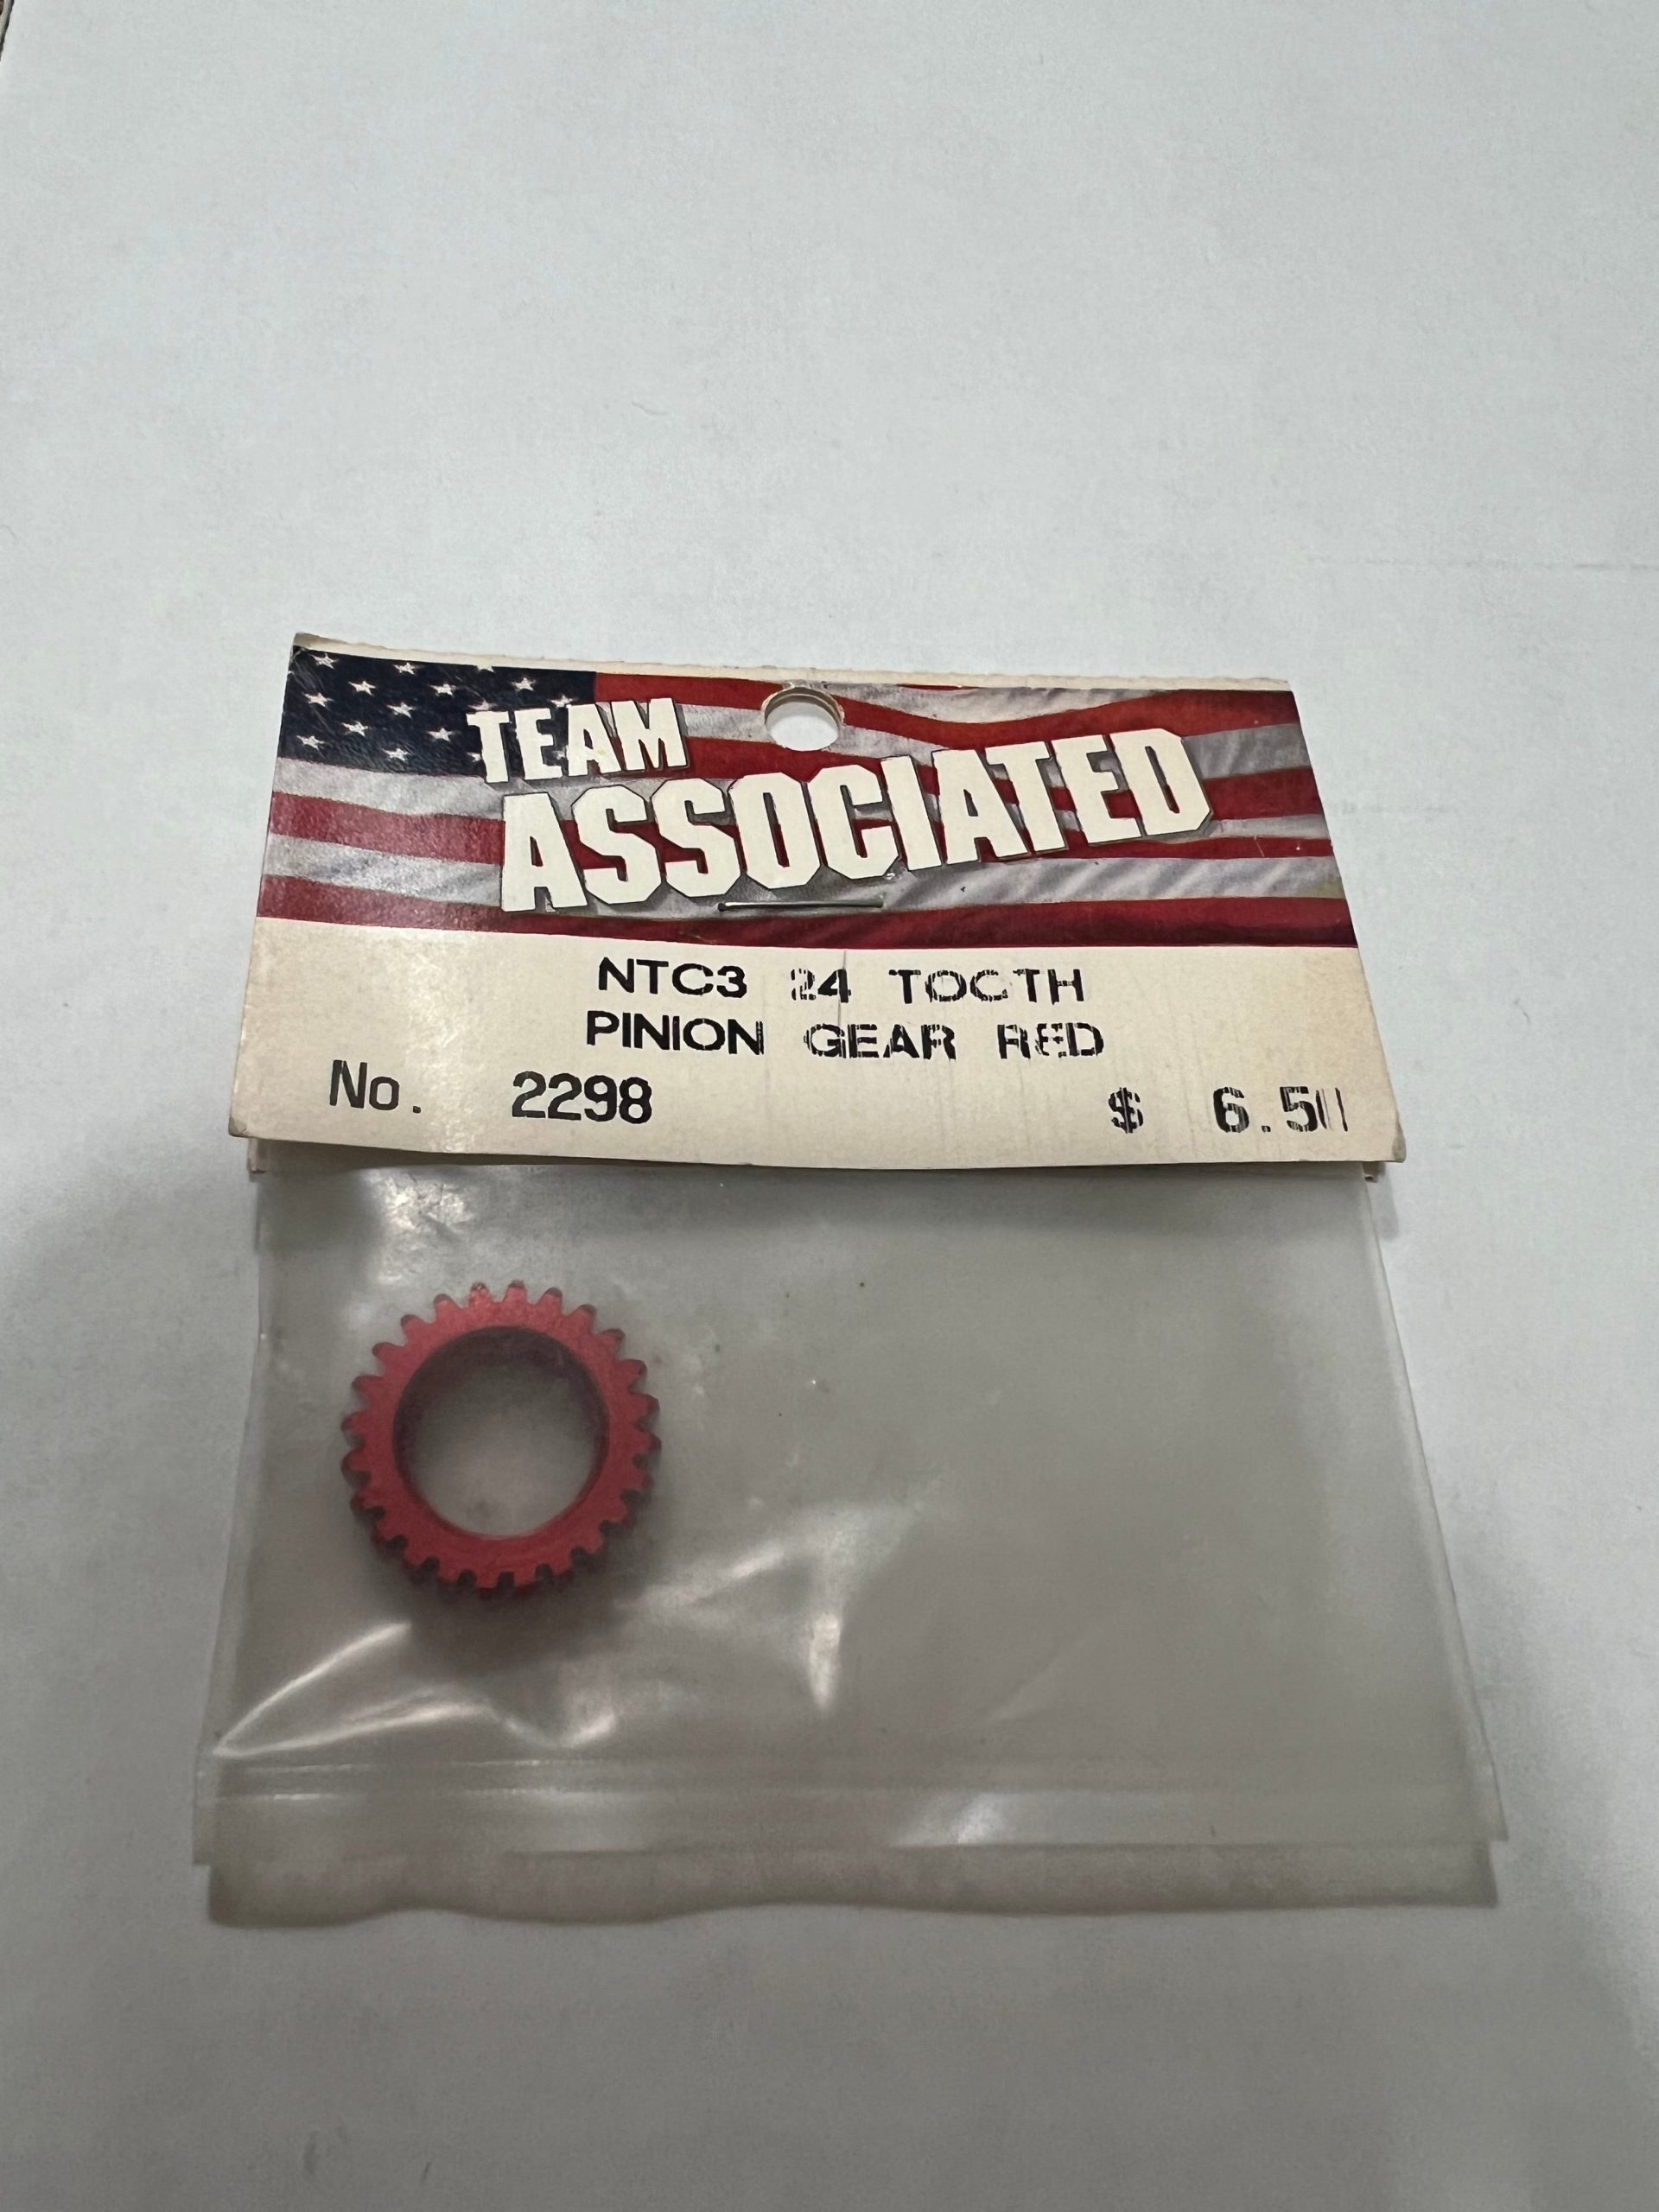 TEAM
ASSOCIATED
NTC3 24 TOOTH
PINION GEAR RED
No. 2298 $ 6.50